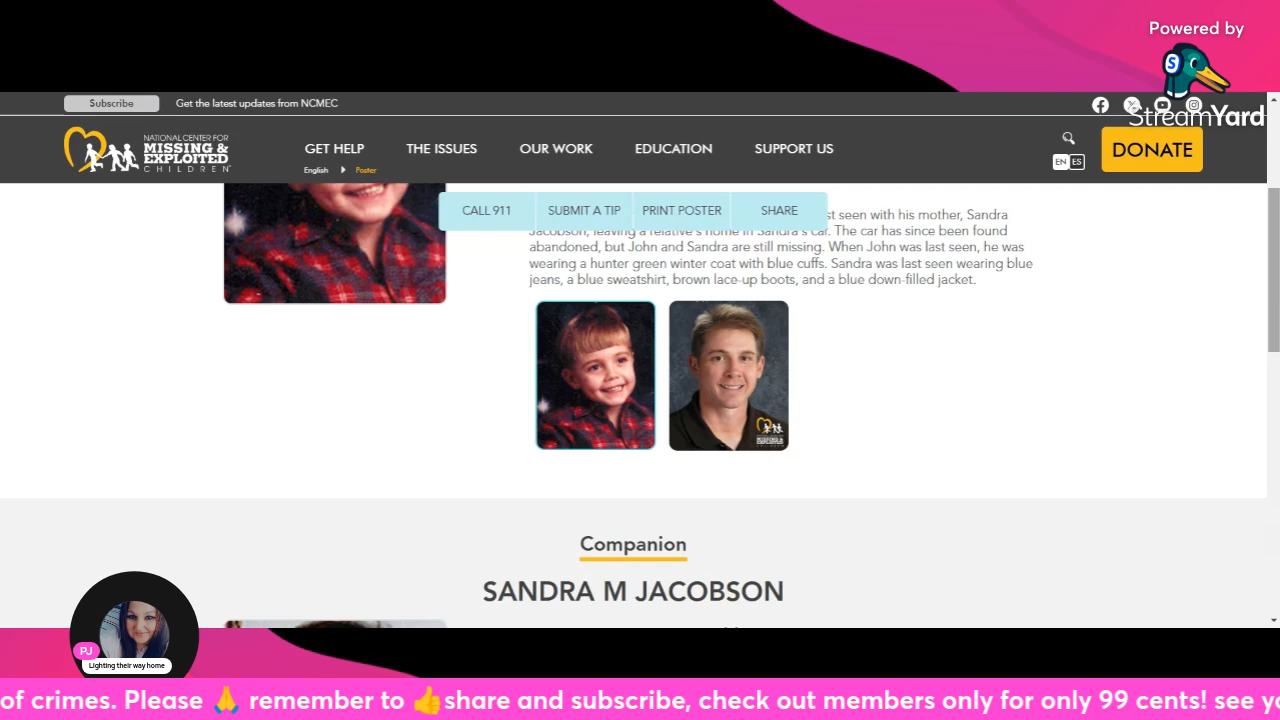 Powered by
StreamYard
Subscribe
Get the latest updates from NCMEC
NATIONAL CENTER FOR
MISSING &
EXPLOITED
CHILDREN
GET HELP
THE ISSUES
OUR WORK
EDUCATION
SUPPORT US
EN ES
DONATE
English
Poster
CALL 911
SUBMIT A TIP
PRINT POSTER
SHARE
st seen with his mother, Sandra
Jacobson, leaving a relative's home in Sandra's car. The car has since been found
abandoned, but John and Sandra are still missing. When John was last seen, he was
wearing a hunter green winter coat with blue cuffs. Sandra was last seen wearing blue
jeans, a blue sweatshirt, brown lace-up boots, and a blue down-filled jacket.
Companion
SANDRA M JACOBSON
PJ
Lighting their way home
of crimes. Please 🙏 remember to 👍share and subscribe, check out members only for only 99 cents! see yo